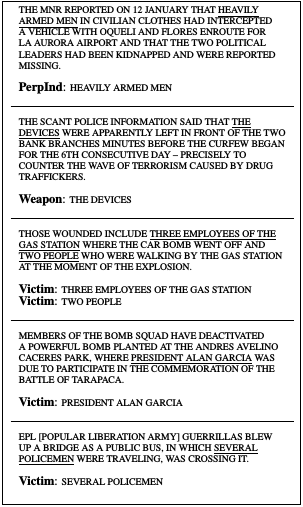 THE MNR REPORTED ON 12 JANUARY THAT HEAVILY
ARMED MEN IN CIVILIAN CLOTHES HAD INTERCEPTED
A VEHICLE WITH OQUELI AND FLORES ENROUTE FOR
LA AURORA AIRPORT AND THAT THE TWO POLITICAL
LEADERS HAD BEEN KIDNAPPED AND WERE REPORTED
MISSING.
PerpInd: HEAVILY ARMED MEN
THE SCANT POLICE INFORMATION SAID THAT THE
DEVICES WERE APPARENTLY LEFT IN FRONT OF THE TWO
BANK BRANCHES MINUTES BEFORE THE CURFEW BEGAN
FOR THE 6TH CONSECUTIVE DAY – PRECISELY TO
COUNTER THE WAVE OF TERRORISM CAUSED BY DRUG
TRAFFICKERS.
Weapon: THE DEVICES
THOSE WOUNDED INCLUDE THREE EMPLOYEES OF THE
GAS STATION WHERE THE CAR BOMB WENT OFF AND
TWO PEOPLE WHO WERE WALKING BY THE GAS STATION
AT THE MOMENT OF THE EXPLOSION.
Victim: THREE EMPLOYEES OF THE GAS STATION
Victim: TWO PEOPLE
MEMBERS OF THE BOMB SQUAD HAVE DEACTIVATED
A POWERFUL BOMB PLANTED AT THE ANDRES AVELINO
CACERES PARK, WHERE PRESIDENT ALAN GARCIA WAS
DUE TO PARTICIPATE IN THE COMMEMORATION OF THE
BATTLE OF TARAPACA.
Victim: PRESIDENT ALAN GARCIA
EPL [POPULAR LIBERATION ARMY] GUERRILLAS BLEW
UP A BRIDGE AS A PUBLIC BUS, IN WHICH SEVERAL
POLICEMEN WERE TRAVELING, WAS CROSSING IT.
Victim: SEVERAL POLICEMEN